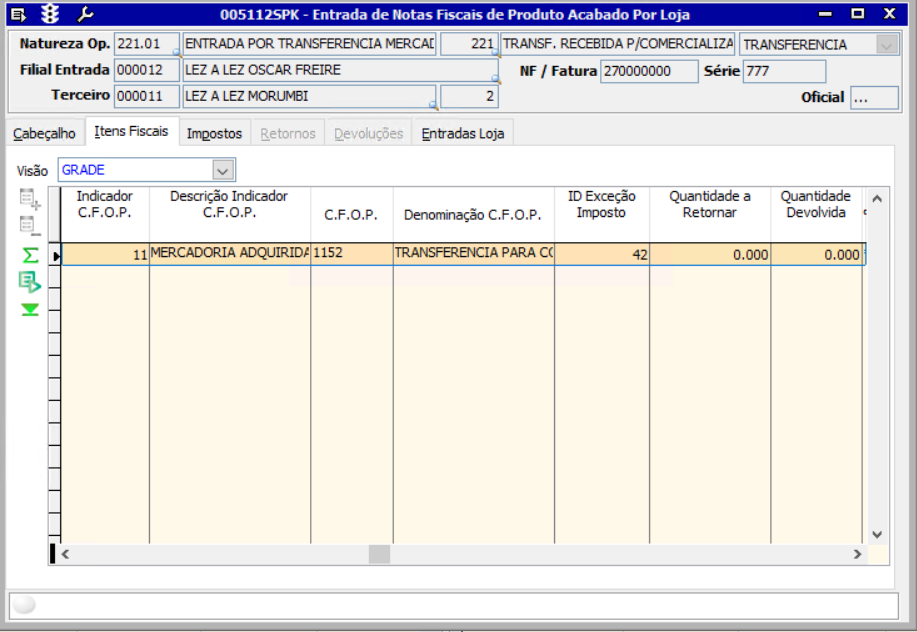 005112SPK - Entrada de Notas Fiscais de Produto Acabado Por Loja
Natureza Op. 221.01 ENTRADA POR TRANSFERENCIA MERCAD 221 TRANSF. RECEBIDA P/COMERCIALIZA TRANSFERENCIA
Filial Entrada 000012 LEZ A LEZ OSCAR FREIRE NF / Fatura 270000000 Série 777
Terceiro 000011 LEZ A LEZ MORUMBI 2 Oficial ...
Cabeçalho Itens Fiscais Impostos Retornos Devoluções Entradas Loja
Visão GRADE
Indicador C.F.O.P. Descrição Indicador C.F.O.P. C.F.O.P. Denominação C.F.O.P. ID Exceção Imposto Quantidade a Retornar Quantidade Devolvida
11 MERCADORIA ADQUIRIDA 1152 TRANSFERENCIA PARA CO 42 0.000 0.000